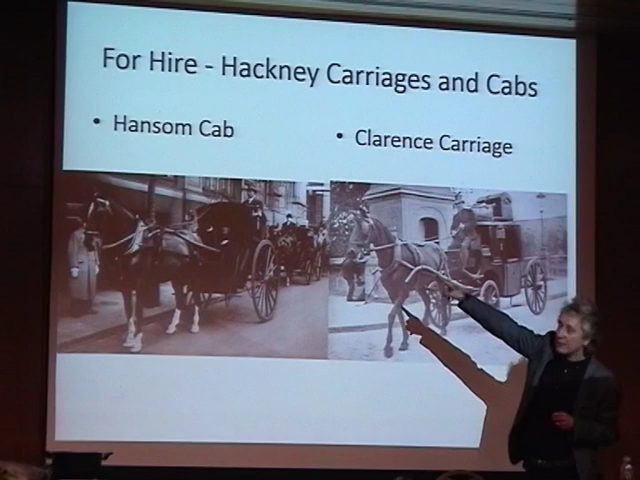 For Hire - Hackney Carriages and Cabs
• Hansom Cab
• Clarence Carriage